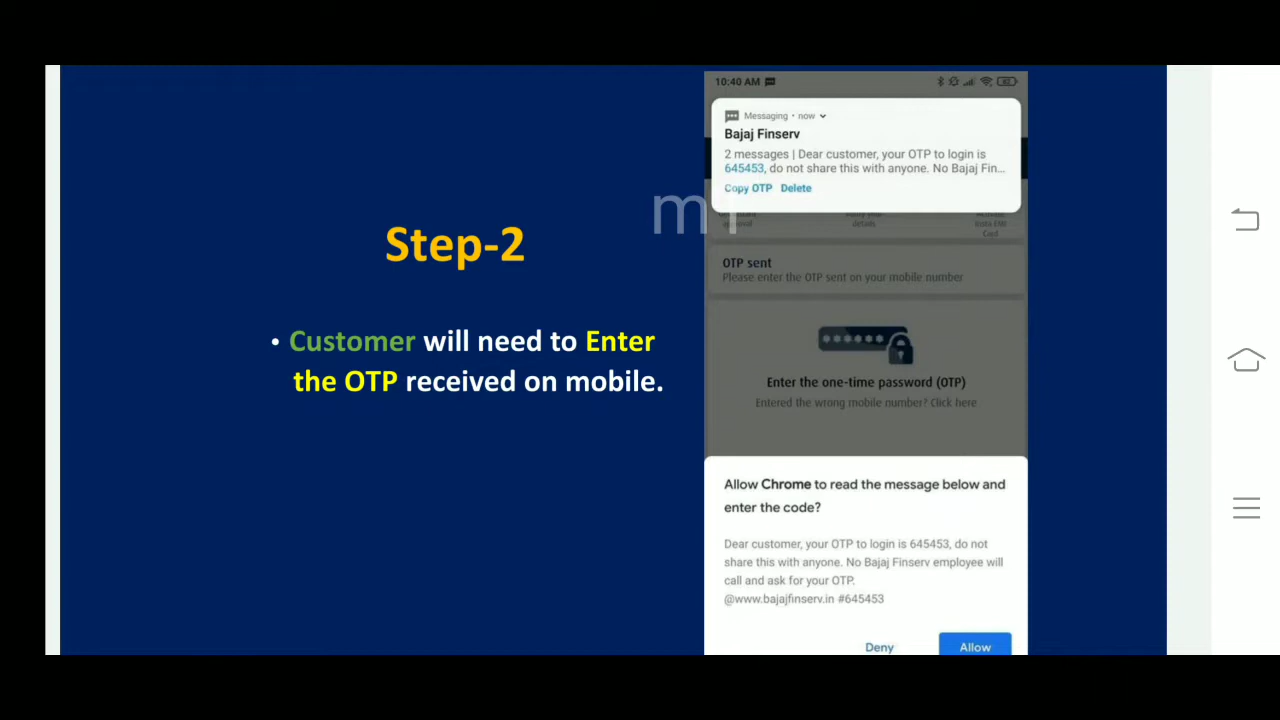 Step-2
• Customer will need to Enter
the OTP received on mobile.
m
10:40 AM
Messaging • now
Bajaj Finserv
2 messages | Dear customer, your OTP to login is
645453, do not share this with anyone. No Bajaj Fin...
Copy OTP Delete
approval
details
Insta EMI
Card
OTP sent
Please enter the OTP sent on your mobile number
Enter the one-time password (OTP)
Entered the wrong mobile number? Click here
Allow Chrome to read the message below and
enter the code?
Dear customer, your OTP to login is 645453, do not
share this with anyone. No Bajaj Finserv employee will
call and ask for your OTP.
@www.bajajfinserv.in #645453
Deny Allow